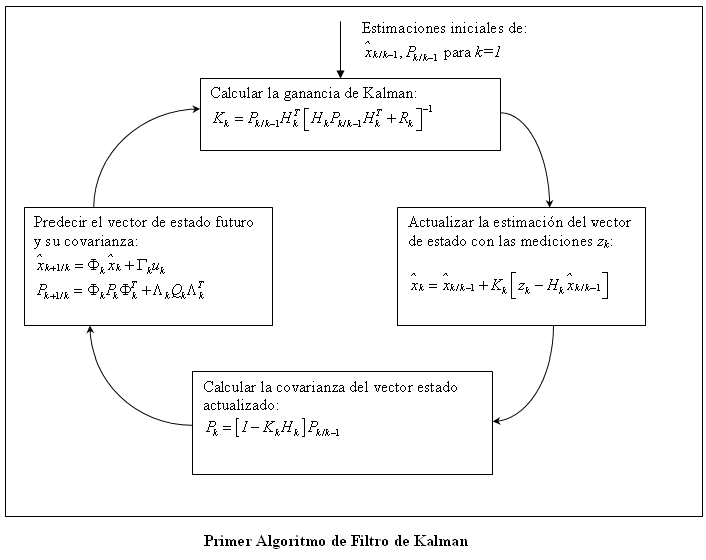 Estimaciones iniciales de:
x̂ₖ/ₖ₋₁, Pₖ/ₖ₋₁ para k=1
Calcular la ganancia de Kalman:
Kₖ = Pₖ/ₖ₋₁Hₖᵀ[HₖPₖ/ₖ₋₁Hₖᵀ + Rₖ]⁻¹
Actualizar la estimación del vector
de estado con las mediciones zₖ:
x̂ₖ = x̂ₖ/ₖ₋₁ + Kₖ[zₖ − Hₖx̂ₖ/ₖ₋₁]
Calcular la covarianza del vector estado
actualizado:
Pₖ = [I − KₖHₖ]Pₖ/ₖ₋₁
Predecir el vector de estado futuro
y su covarianza:
x̂ₖ₊₁/ₖ = Φₖx̂ₖ + Γₖuₖ
Pₖ₊₁/ₖ = ΦₖPₖΦₖᵀ + ΛₖQₖΛₖᵀ
Primer Algoritmo de Filtro de Kalman